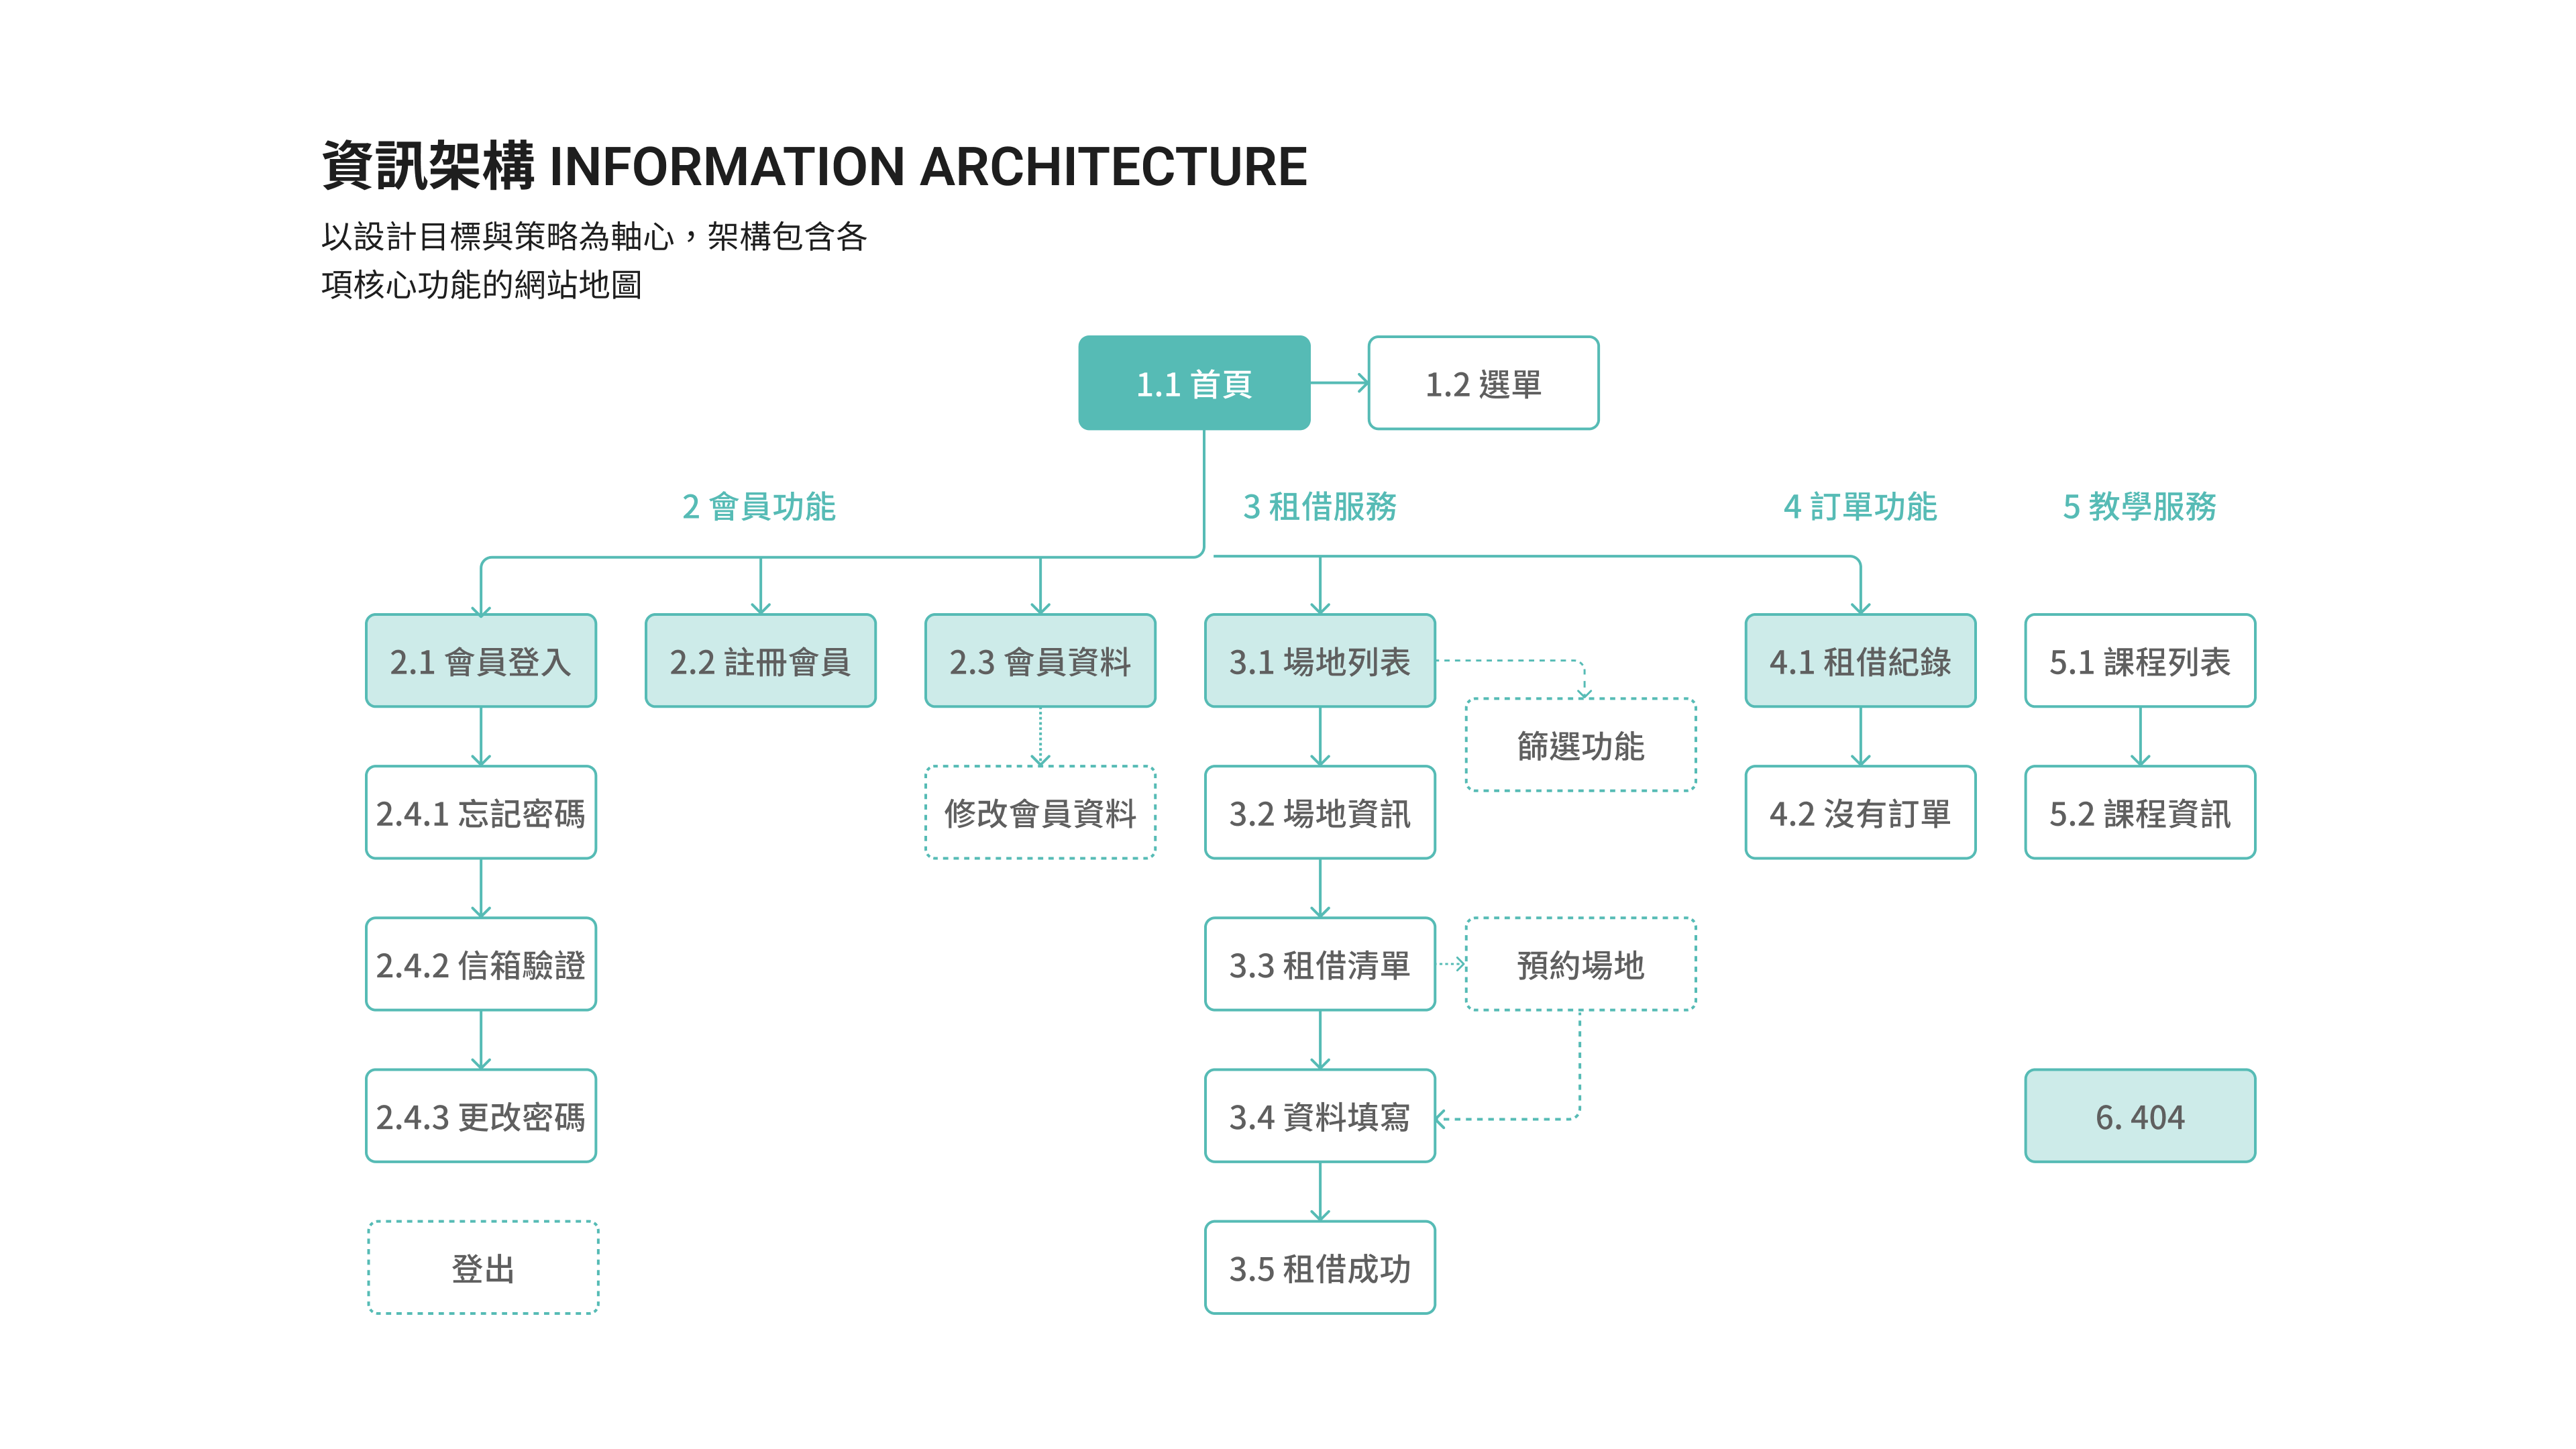 資訊架構 INFORMATION ARCHITECTURE
以設計目標與策略為軸心，架構包含各
項核心功能的網站地圖
1.1 首頁
1.2 選單
2 會員功能
3 租借服務
4 訂單功能
5 教學服務
2.1 會員登入
2.2 註冊會員
2.3 會員資料
3.1 場地列表
4.1 租借紀錄
5.1 課程列表
篩選功能
2.4.1 忘記密碼
修改會員資料
3.2 場地資訊
4.2 沒有訂單
5.2 課程資訊
2.4.2 信箱驗證
3.3 租借清單
預約場地
2.4.3 更改密碼
3.4 資料填寫
6. 404
登出
3.5 租借成功